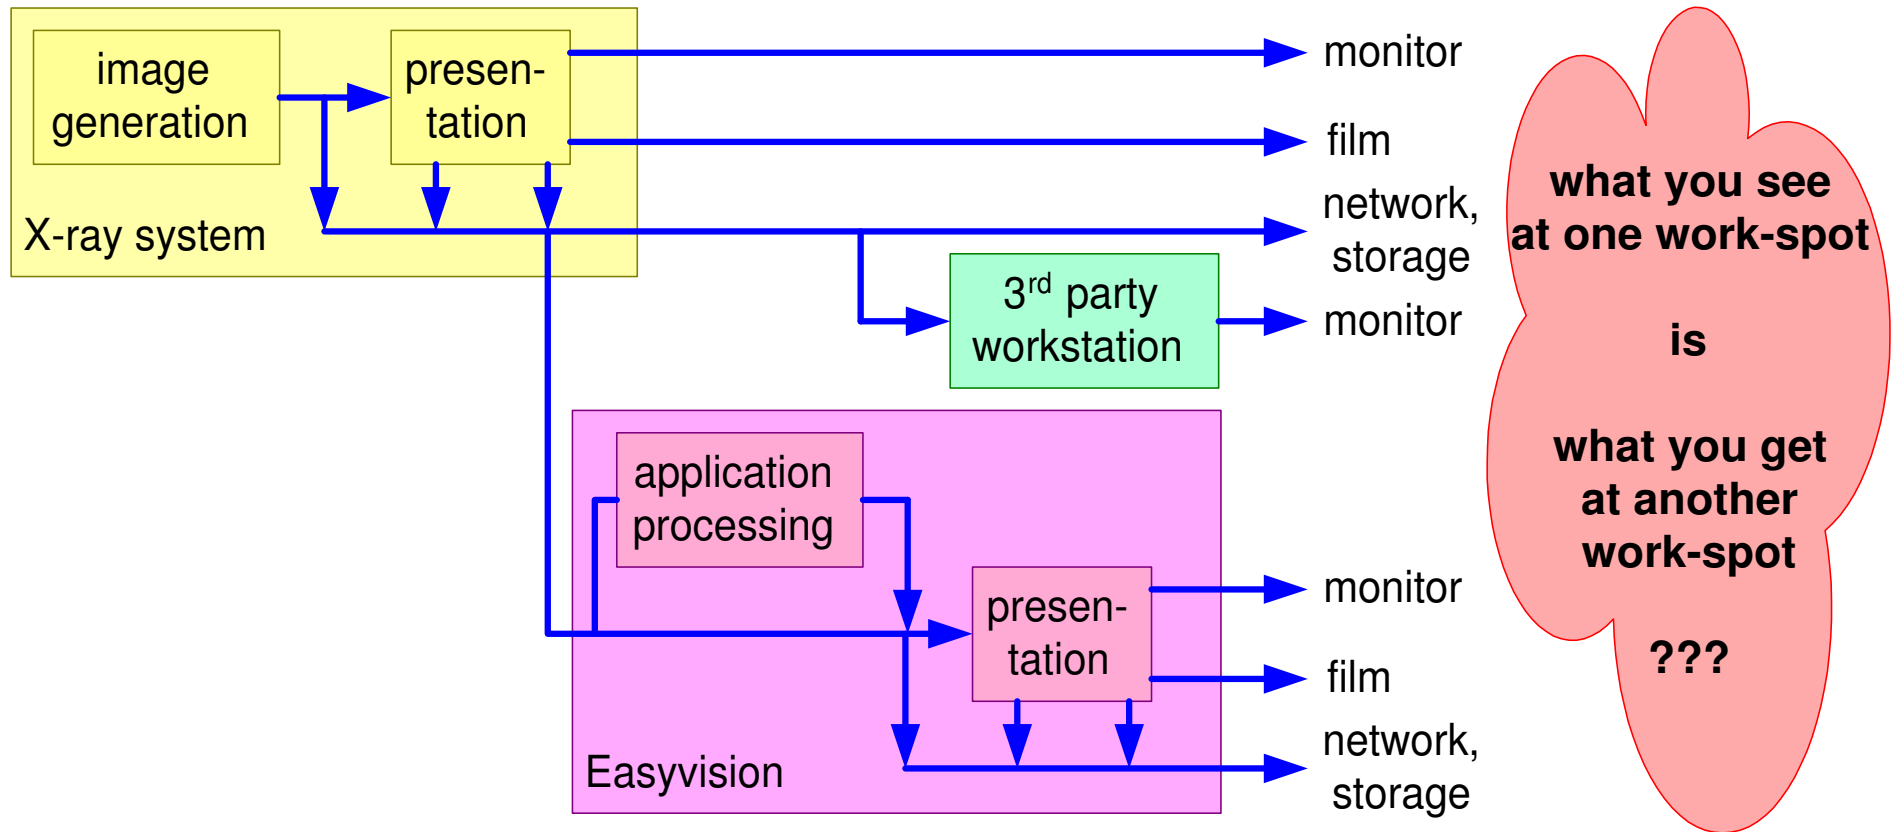 image
generation
presen-
tation
X-ray system
monitor
film
network,
storage
3rd party
workstation
monitor
application
processing
presen-
tation
Easyvision
monitor
film
network,
storage
what you see
at one work-spot
is
what you get
at another
work-spot
???